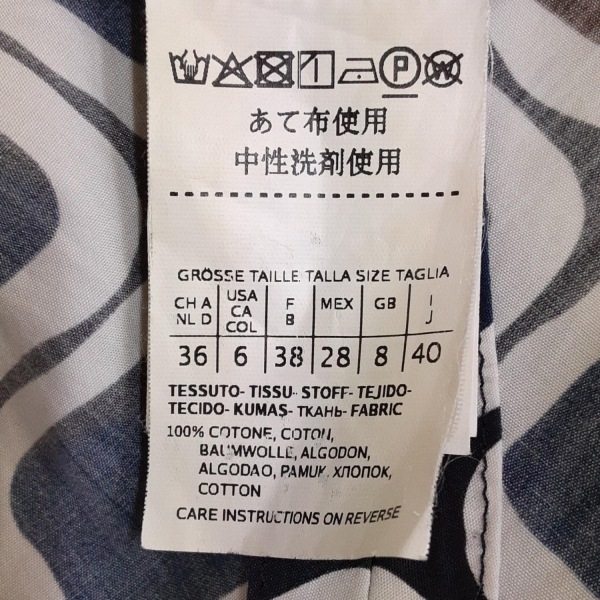 あて布使用
中性洗剤使用
GRÖSSE TAILLE TALLA SIZE TAGLIA
CH A NL D | USA CA COL | F B | MEX | GB | I J
36 | 6 | 38 | 28 | 8 | 40
TESSUTO- TISSU- STOFF- TEJIDO-
TECIDO- KUMAŞ- ТКАНЬ- FABRIC
100% COTONE, COTON,
BAUMWOLLE, ALGODON,
ALGODAO, PAMUK, ХЛОПОК,
COTTON
CARE INSTRUCTIONS ON REVERSE